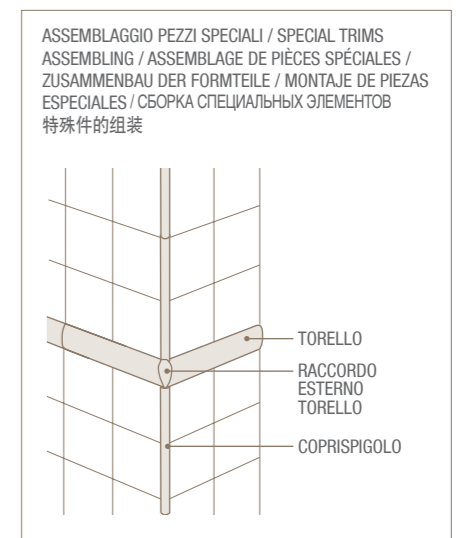 ASSEMBLAGGIO PEZZI SPECIALI / SPECIAL TRIMS
ASSEMBLING / ASSEMBLAGE DE PIÈCES SPÉCIALES /
ZUSAMMENBAU DER FORMTEILE / MONTAJE DE PIEZAS
ESPECIALES / СБОРКА СПЕЦИАЛЬНЫХ ЭЛЕМЕНТОВ
特殊件的组装
TORELLO
RACCORDO
ESTERNO
TORELLO
COPRISPIGOLO